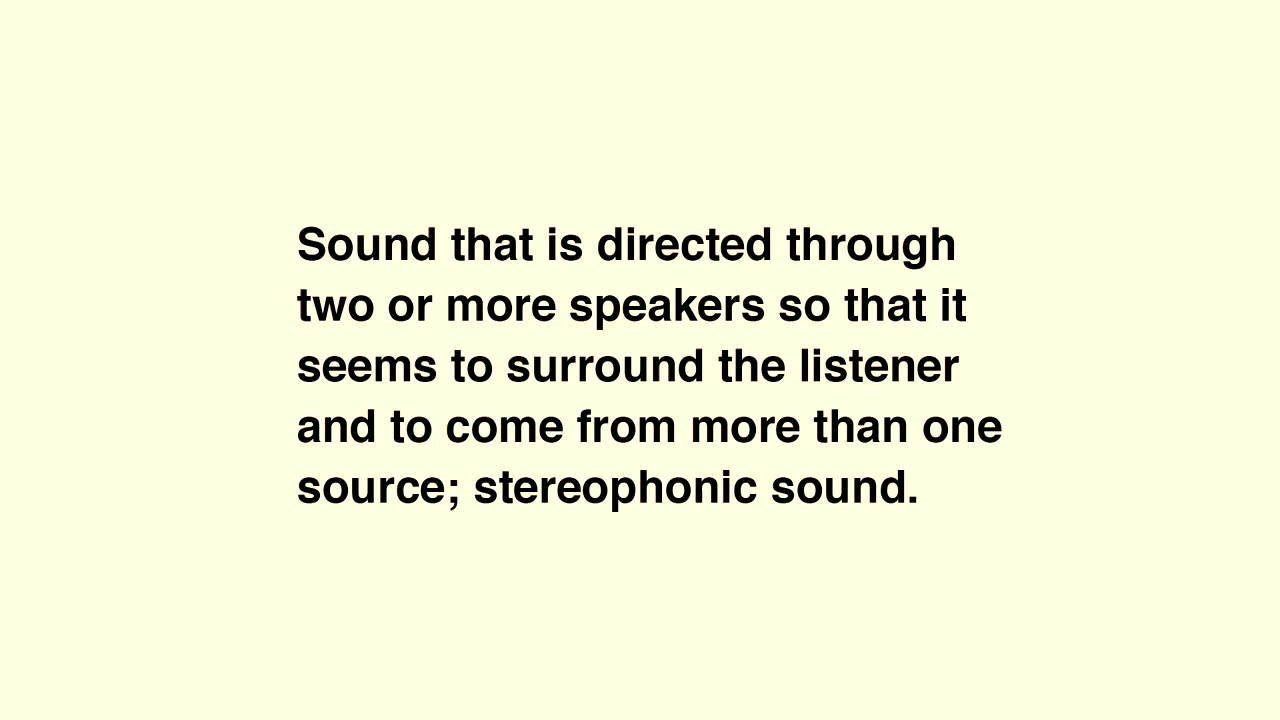 Sound that is directed through
two or more speakers so that it
seems to surround the listener
and to come from more than one
source; stereophonic sound.